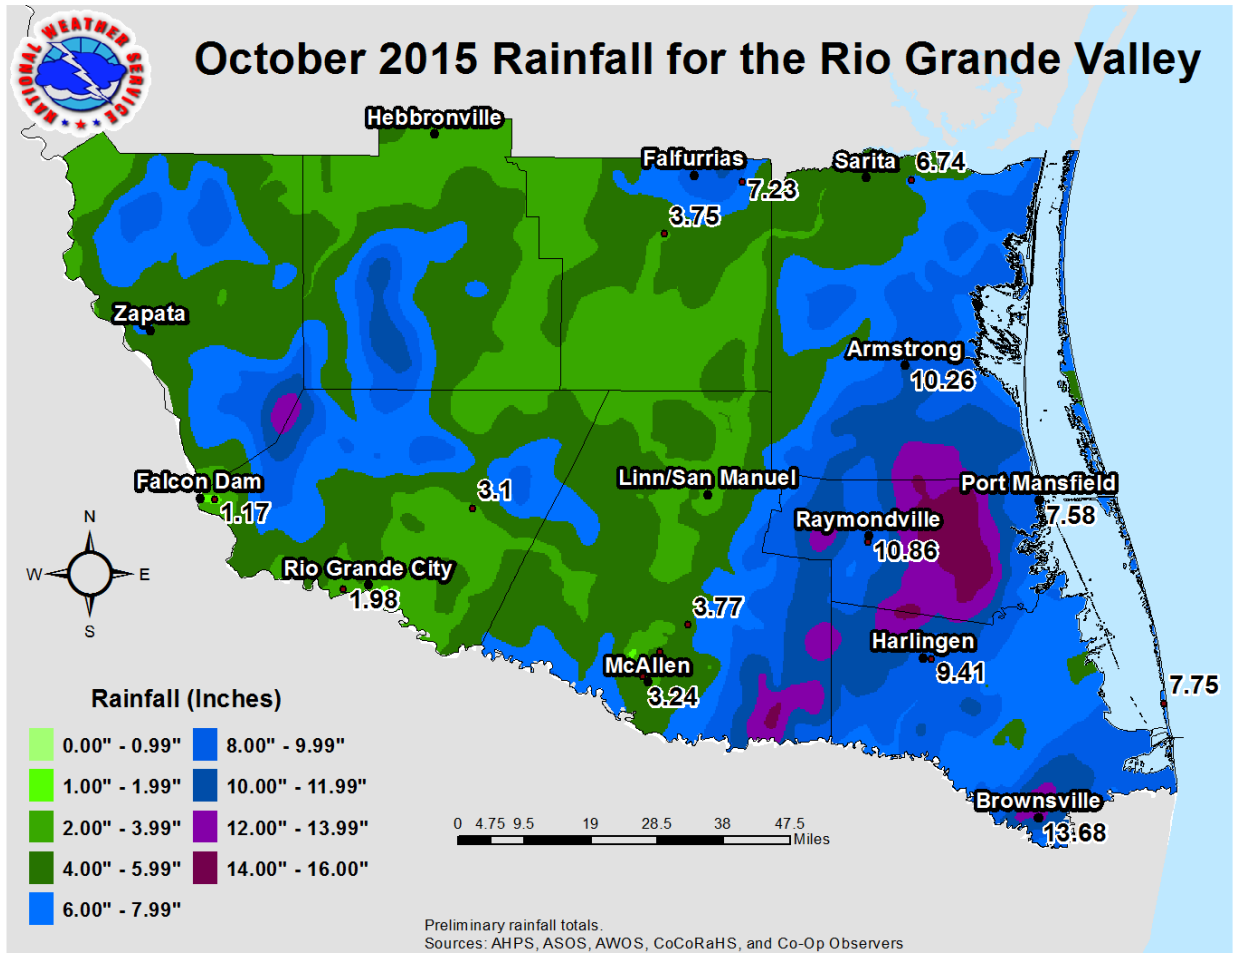 October 2015 Rainfall for the Rio Grande Valley
NATIONAL WEATHER SERVICE
Hebbronville
Falfurrias
7.23
Sarita
6.74
3.75
Zapata
Armstrong
10.26
Falcon Dam
1.17
3.1
Linn/San Manuel
Port Mansfield
7.58
Raymondville
10.86
Rio Grande City
1.98
3.77
McAllen
3.24
Harlingen
9.41
7.75
Brownsville
13.68
N
W
E
S
Rainfall (Inches)
0.00" - 0.99"
1.00" - 1.99"
2.00" - 3.99"
4.00" - 5.99"
6.00" - 7.99"
8.00" - 9.99"
10.00" - 11.99"
12.00" - 13.99"
14.00" - 16.00"
0 4.75 9.5 19 28.5 38 47.5
Miles
Preliminary rainfall totals.
Sources: AHPS, ASOS, AWOS, CoCoRaHS, and Co-Op Observers